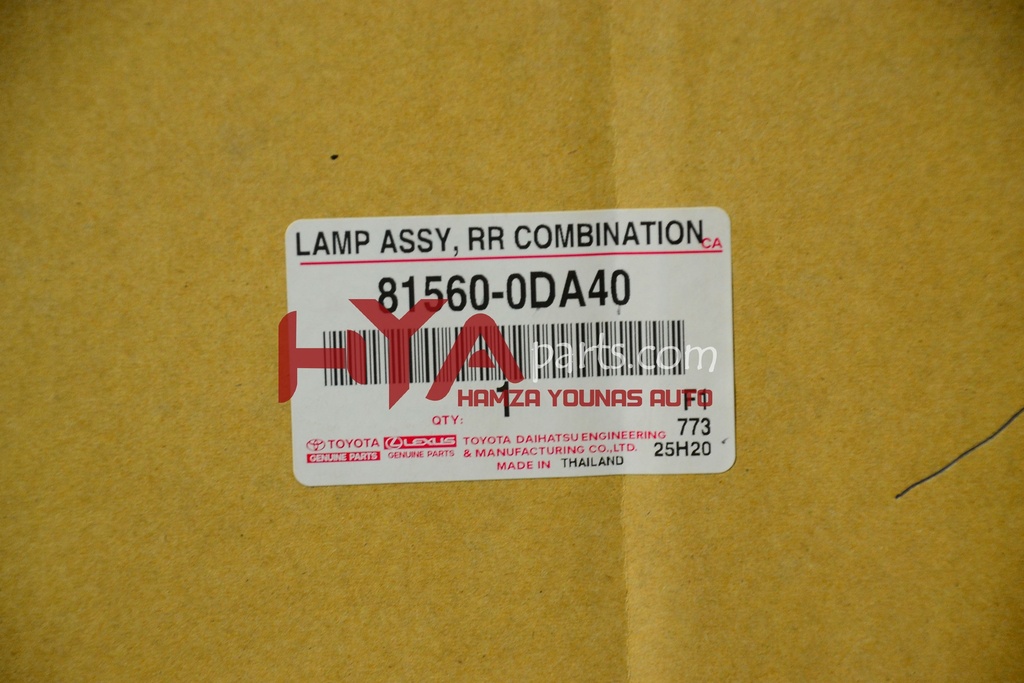 LAMP ASSY, RR COMBINATION CA
81560-0DA40
HYA parts.com
HAMZA YOUNAS AUTO
1
F1
QTY:
773
TOYOTA LEXUS TOYOTA DAIHATSU ENGINEERING
GENUINE PARTS GENUINE PARTS & MANUFACTURING CO.,LTD. 25H20
MADE IN THAILAND